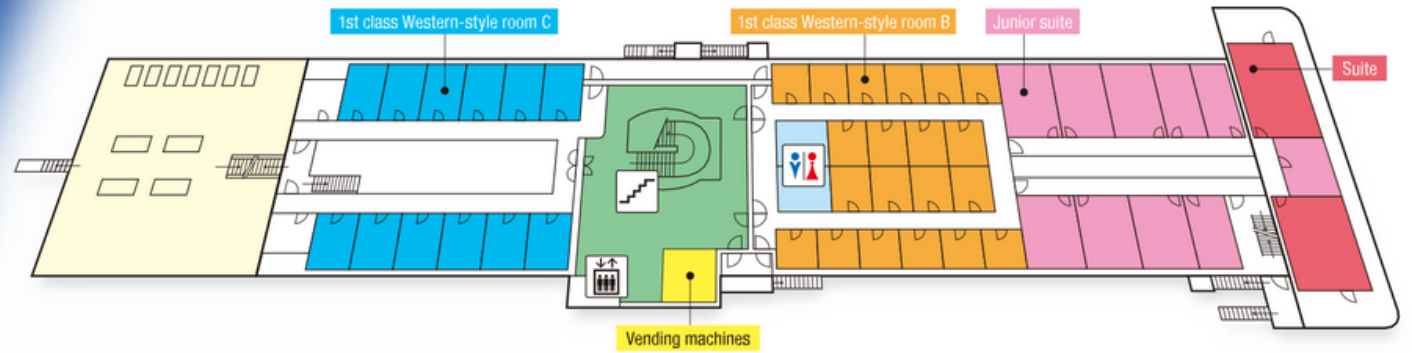 1st class Western-style room C
1st class Western-style room B
Junior suite
Suite
Vending machines